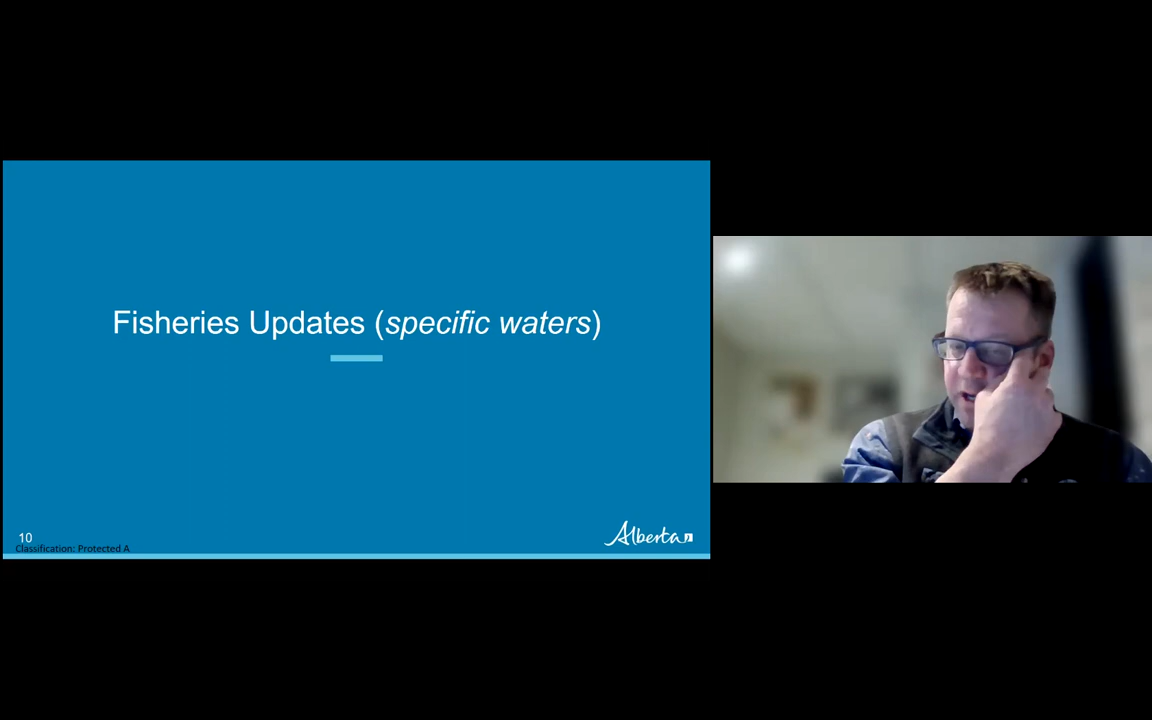 Fisheries Updates (specific waters)
10
Classification: Protected A
Alberta